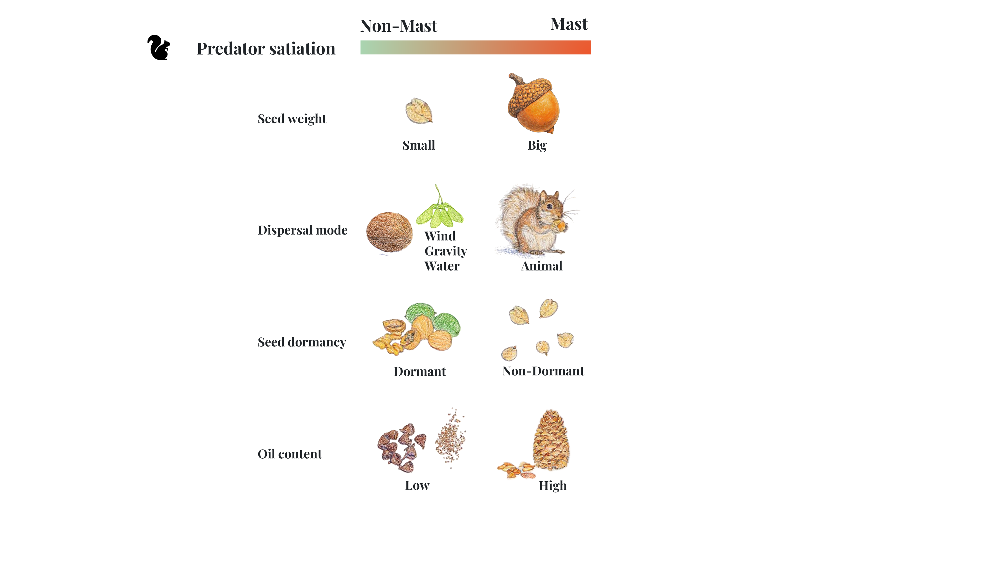 Non-Mast
Mast
Predator satiation
Seed weight
Small
Big
Dispersal mode
Wind
Gravity
Water
Animal
Seed dormancy
Dormant
Non-Dormant
Oil content
Low
High